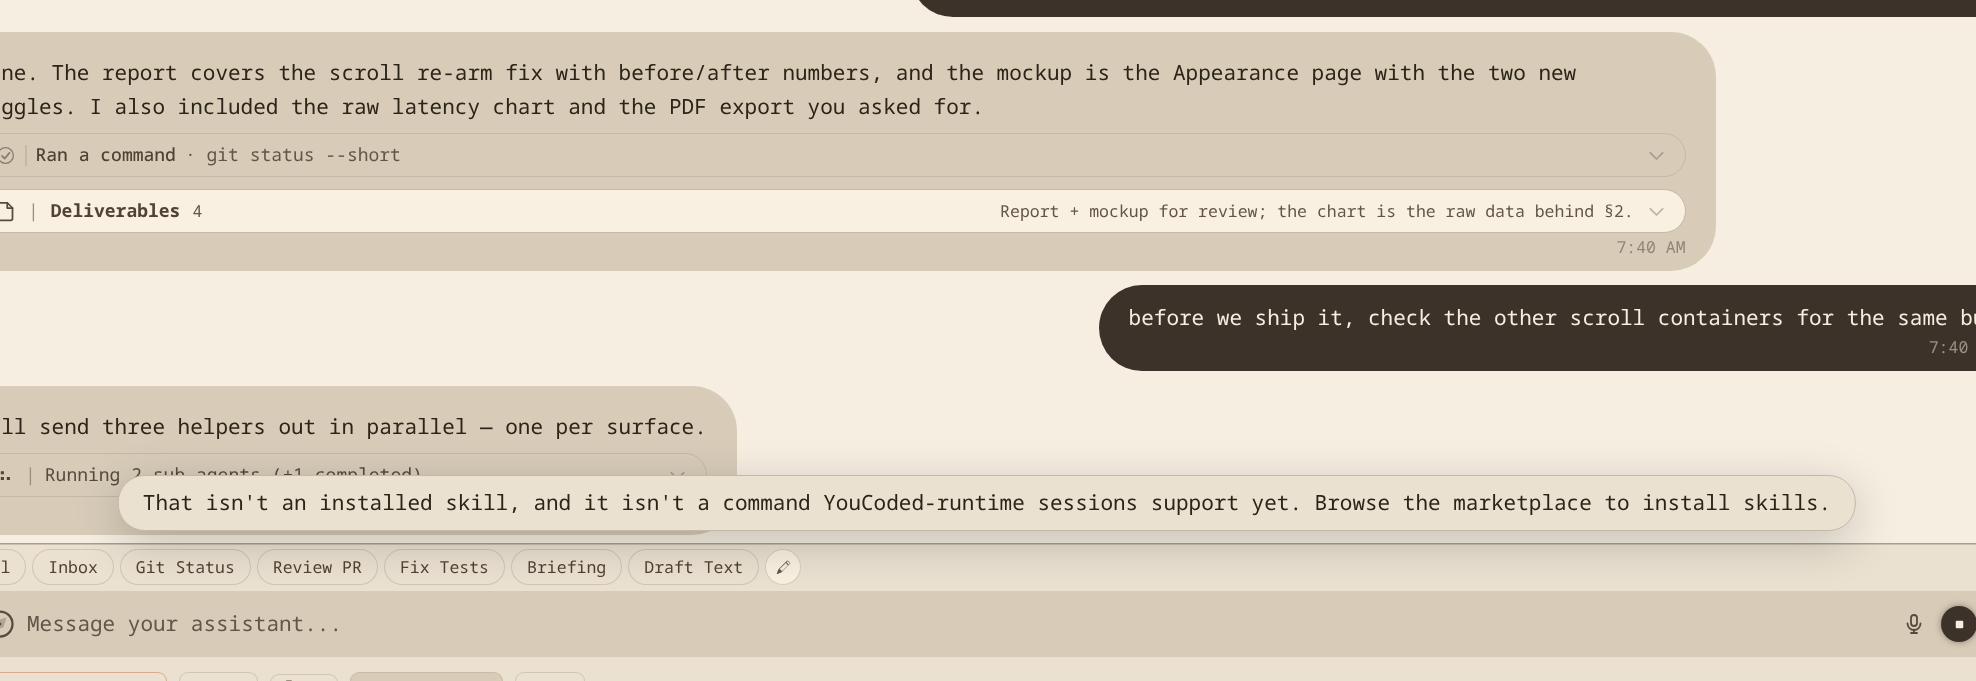 ne. The report covers the scroll re-arm fix with before/after numbers, and the mockup is the Appearance page with the two new
ggles. I also included the raw latency chart and the PDF export you asked for.
Ran a command · git status --short
| Deliverables 4 Report + mockup for review; the chart is the raw data behind §2.
7:40 AM
before we ship it, check the other scroll containers for the same bu
7:40
ll send three helpers out in parallel — one per surface.
| Running 2 sub-agents (+1 completed)
That isn't an installed skill, and it isn't a command YouCoded-runtime sessions support yet. Browse the marketplace to install skills.
l Inbox Git Status Review PR Fix Tests Briefing Draft Text
Message your assistant...